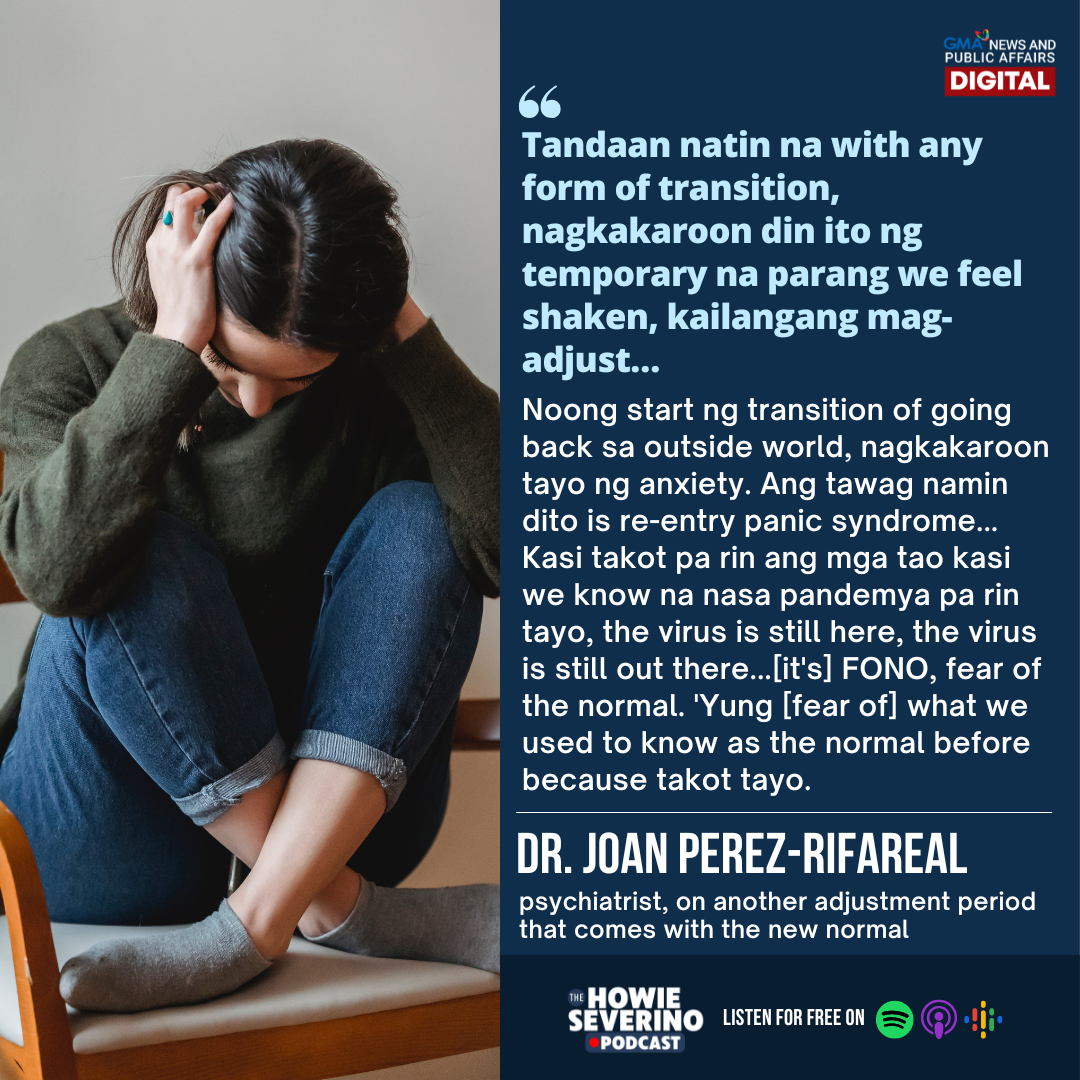 GMA NEWS AND
PUBLIC AFFAIRS
DIGITAL
“
Tandaan natin na with any
form of transition,
nagkakaroon din ito ng
temporary na parang we feel
shaken, kailangang mag-
adjust...
Noong start ng transition of going
back sa outside world, nagkakaroon
tayo ng anxiety. Ang tawag namin
dito is re-entry panic syndrome...
Kasi takot pa rin ang mga tao kasi
we know na nasa pandemya pa rin
tayo, the virus is still here, the virus
is still out there...[it's] FONO, fear of
the normal. 'Yung [fear of] what we
used to know as the normal before
because takot tayo.
DR. JOAN PEREZ-RIFAREAL
psychiatrist, on another adjustment period
that comes with the new normal
THE HOWIE
SEVERINO
PODCAST
LISTEN FOR FREE ON